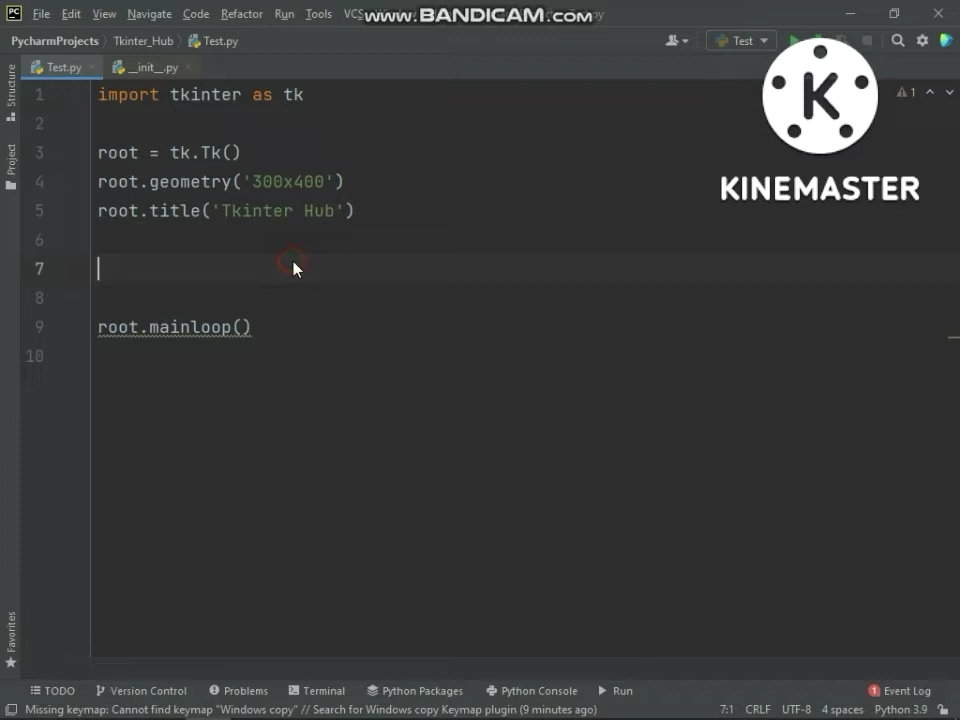 PC File Edit View Navigate Code Refactor Run Tools VCS www.BANDICAM.com
PycharmProjects Tkinter_Hub Test.py Test
Test.py __init__.py
1 import tkinter as tk 1
2
3 root = tk.Tk()
4 root.geometry('300x400')
5 root.title('Tkinter Hub')
6
7
8
9 root.mainloop()
10
K
KINEMASTER
Structure
Project
Favorites
TODO Version Control Problems Terminal Python Packages Python Console Run 1 Event Log
Missing keymap: Cannot find keymap "Windows copy" // Search for Windows copy Keymap plugin (9 minutes ago) 7:1 CRLF UTF-8 4 spaces Python 3.9